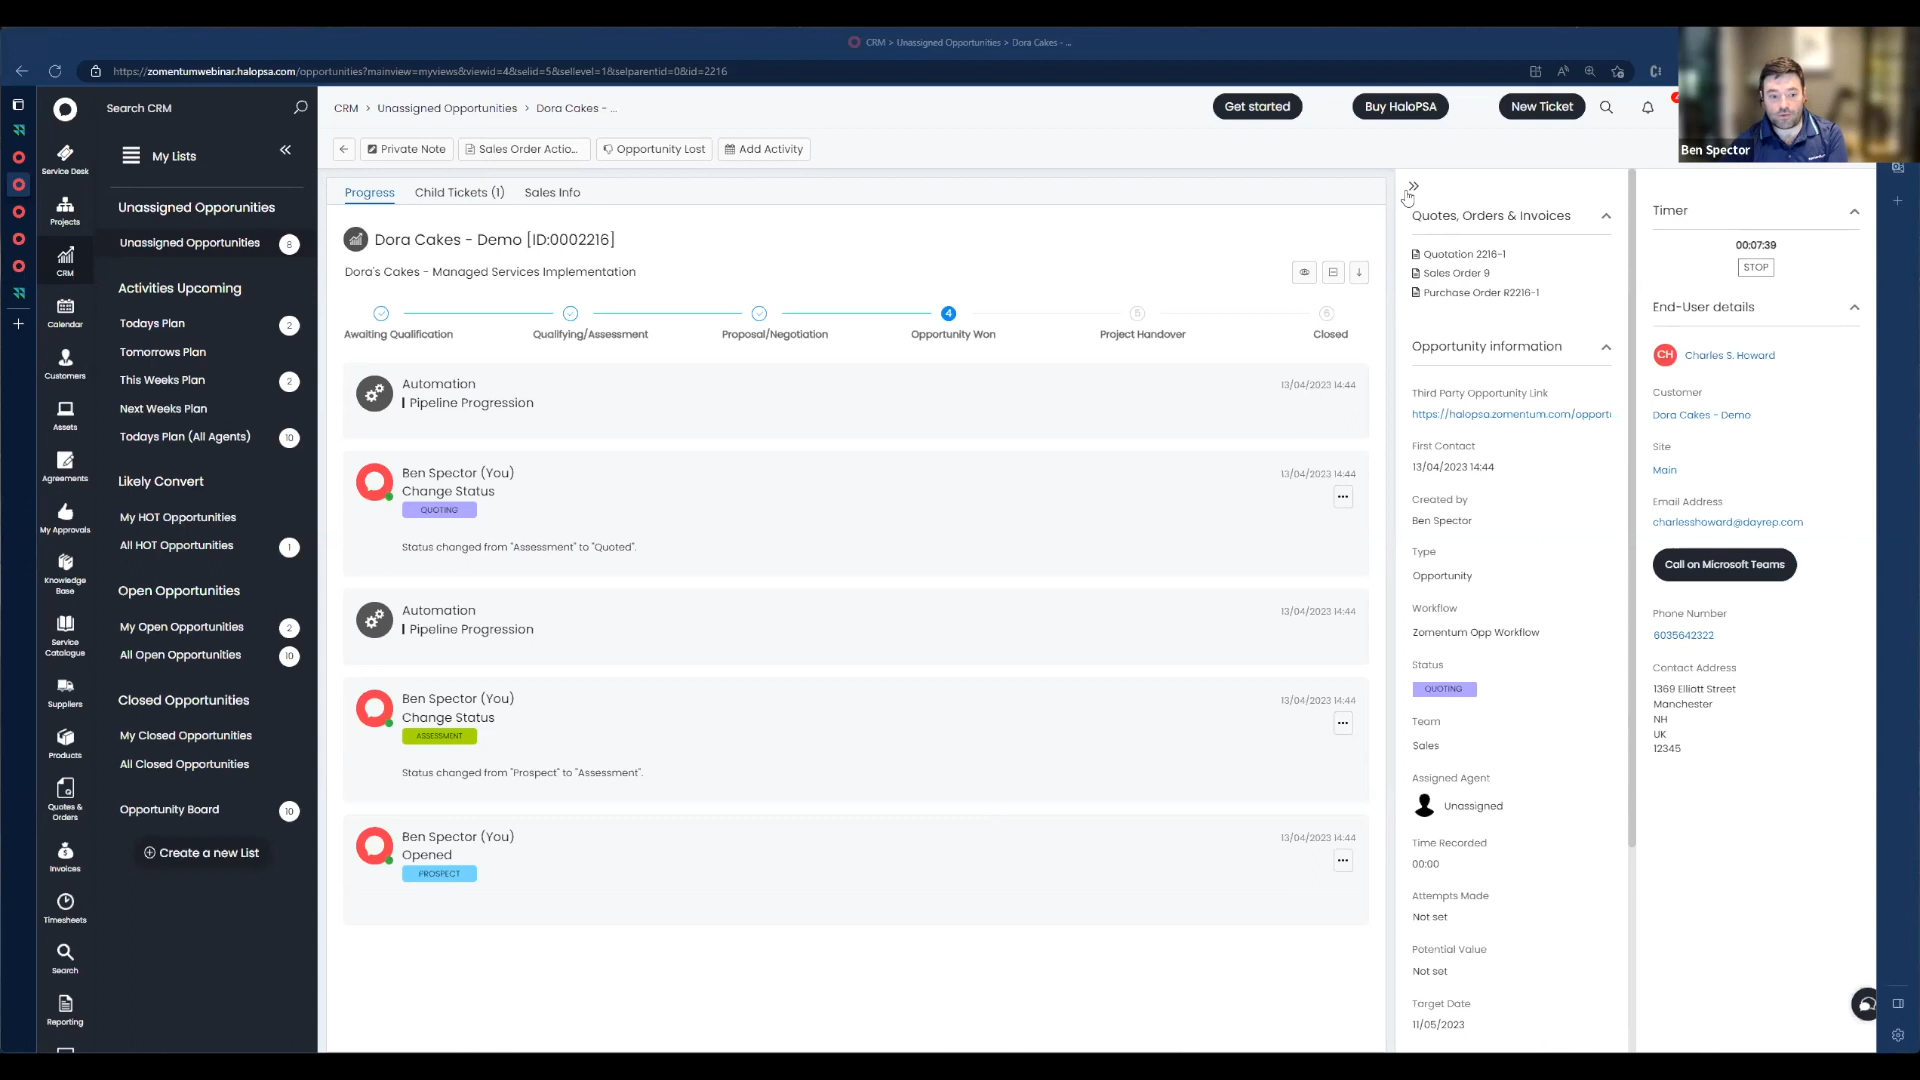 CRM > Unassigned Opportunities > Dora Cakes - ...
https://zomentumwebinar.halopsa.com/opportunities?mainview=myviews&viewid=4&selid=5&sellevel=1&selparentid=0&id=2216
Ben Spector
Search CRM
CRM > Unassigned Opportunities > Dora Cakes - ...
Get started
Buy HaloPSA
New Ticket
Private Note
Sales Order Actio...
Opportunity Lost
Add Activity
Service Desk
Projects
CRM
Calendar
Customers
Assets
Agreements
My Approvals
Knowledge
Base
Service
Catalogue
Suppliers
Products
Quotes &
Orders
Invoices
Timesheets
Search
Reporting
My Lists
Unassigned Opporunities
Unassigned Opportunities 8
Activities Upcoming
Todays Plan 2
Tomorrows Plan
This Weeks Plan 2
Next Weeks Plan
Todays Plan (All Agents) 10
Likely Convert
My HOT Opportunities
All HOT Opportunities 1
Open Opportunities
My Open Opportunities 2
All Open Opportunities 10
Closed Opportunities
My Closed Opportunities
All Closed Opportunities
Opportunity Board 10
Create a new List
Progress
Child Tickets (1)
Sales Info
Dora Cakes - Demo [ID:0002216]
Dora's Cakes - Managed Services Implementation
4 5 6
Awaiting Qualification
Qualifying/Assessment
Proposal/Negotiation
Opportunity Won
Project Handover
Closed
Automation 13/04/2023 14:44
Pipeline Progression
Ben Spector (You) 13/04/2023 14:44
Change Status
QUOTING
Status changed from "Assessment" to "Quoted".
Automation 13/04/2023 14:44
Pipeline Progression
Ben Spector (You) 13/04/2023 14:44
Change Status
ASSESSMENT
Status changed from "Prospect" to "Assessment".
Ben Spector (You) 13/04/2023 14:44
Opened
PROSPECT
Quotes, Orders & Invoices
Quotation 2216-1
Sales Order 9
Purchase Order R2216-1
Opportunity information
Third Party Opportunity Link
https://halopsa.zomentum.com/opport
First Contact
13/04/2023 14:44
Created by
Ben Spector
Type
Opportunity
Workflow
Zomentum Opp Workflow
Status
QUOTING
Team
Sales
Assigned Agent
Unassigned
Time Recorded
00:00
Attempts Made
Not set
Potential Value
Not set
Target Date
11/05/2023
Timer
00:07:39
STOP
End-User details
CH Charles S. Howard
Customer
Dora Cakes - Demo
Site
Main
Email Address
charlesshoward@dayrep.com
Call on Microsoft Teams
Phone Number
6035642322
Contact Address
1369 Elliott Street
Manchester
NH
UK
12345